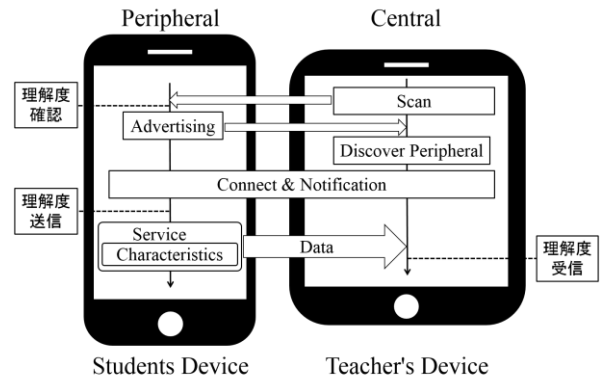 Peripheral
Central
理解度
確認
Scan
Advertising
Discover Peripheral
Connect & Notification
理解度
送信
Service
Characteristics
Data
理解度
受信
Students Device
Teacher's Device